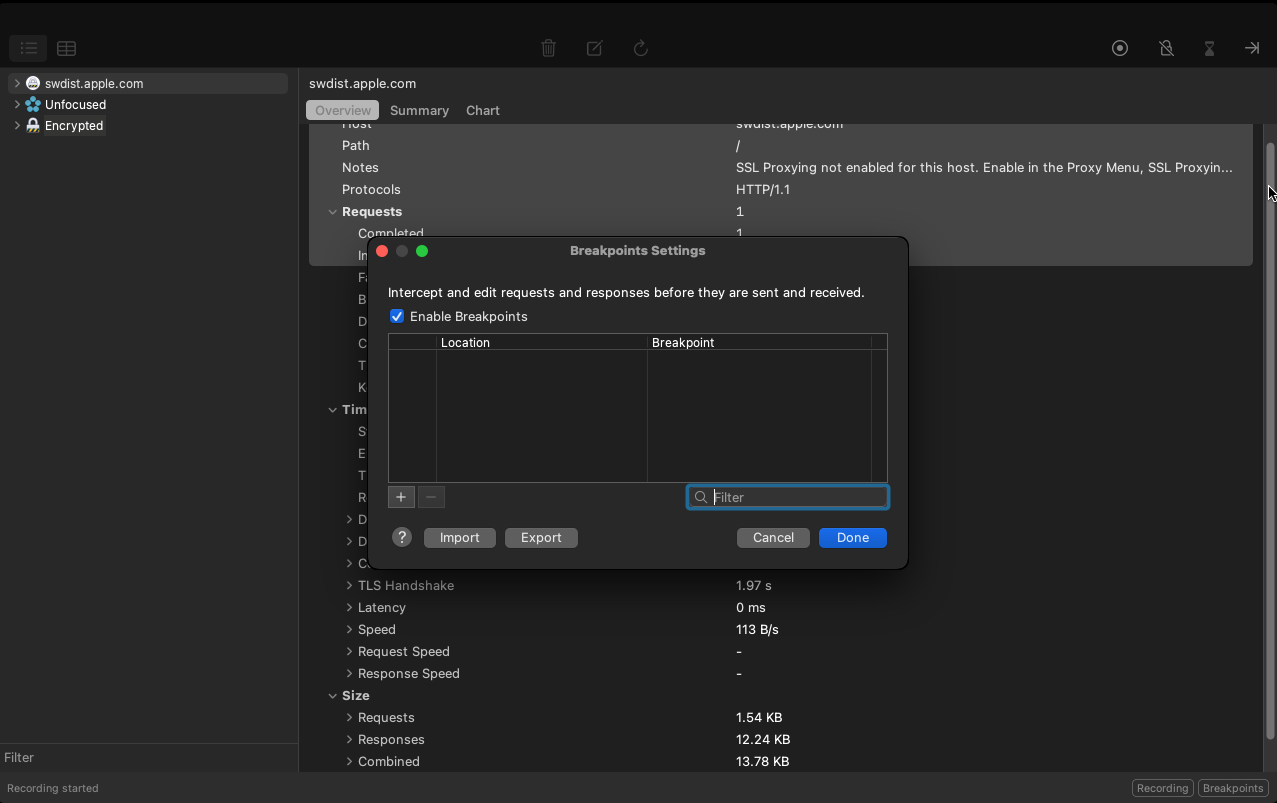 swdist.apple.com
Unfocused
Encrypted
Filter
swdist.apple.com
Overview Summary Chart
Host swdist.apple.com
Path /
Notes SSL Proxying not enabled for this host. Enable in the Proxy Menu, SSL Proxyin...
Protocols HTTP/1.1
Requests 1
Completed 1
In
Fa
B
D
C
T
K
Tim
S
E
T
R
D
D
C
TLS Handshake 1.97 s
Latency 0 ms
Speed 113 B/s
Request Speed -
Response Speed -
Size
Requests 1.54 KB
Responses 12.24 KB
Combined 13.78 KB
Breakpoints Settings
Intercept and edit requests and responses before they are sent and received.
Enable Breakpoints
Location Breakpoint
+ −
Filter
? Import Export Cancel Done
Recording started
Recording Breakpoints